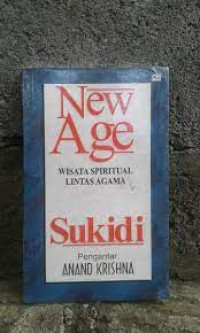 New
Age
WISATA SPIRITUAL
LINTAS AGAMA
Sukidi
Pengantar
ANAND KRISHNA